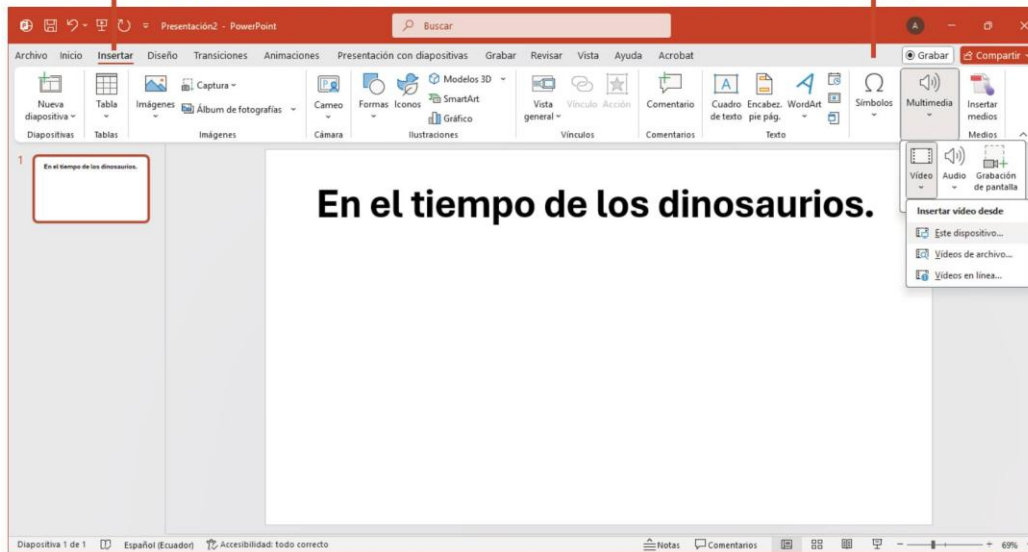 Presentación2 - PowerPoint
Buscar
A
Archivo Inicio Insertar Diseño Transiciones Animaciones Presentación con diapositivas Grabar Revisar Vista Ayuda Acrobat
Grabar
Compartir
Nueva diapositiva
Tabla
Imágenes
Captura
Álbum de fotografías
Cameo
Formas
Iconos
Modelos 3D
SmartArt
Gráfico
Vista general
Vínculo
Acción
Comentario
Cuadro de texto
Encabez. pie pág.
WordArt
Símbolos
Multimedia
Insertar medios
Diapositivas
Tablas
Imágenes
Cámara
Ilustraciones
Vínculos
Comentarios
Texto
Medios
Vídeo
Audio
Grabación de pantalla
Insertar vídeo desde
Este dispositivo...
Vídeos de archivo...
Vídeos en línea...
1
En el tiempo de los dinosaurios.
En el tiempo de los dinosaurios.
Diapositiva 1 de 1
Español (Ecuador)
Accesibilidad: todo correcto
Notas
Comentarios
69%